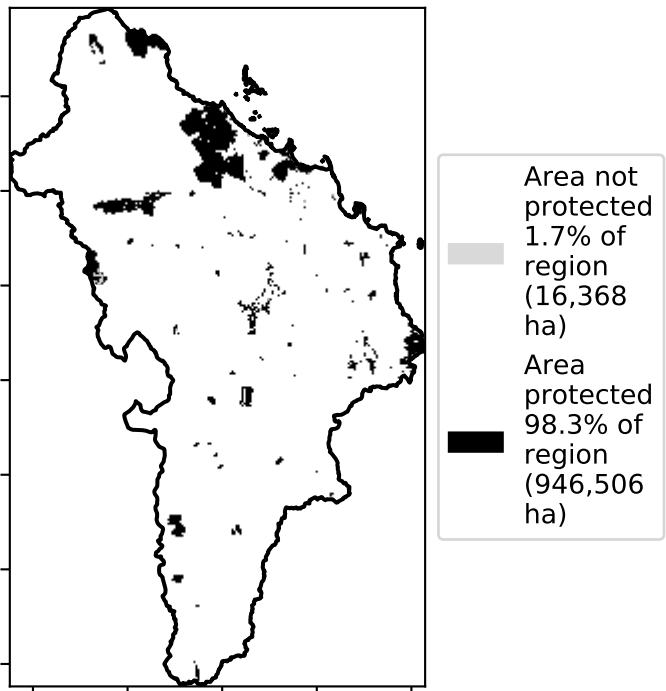 Area not
protected
1.7% of
region
(16,368
ha)
Area
protected
98.3% of
region
(946,506
ha)